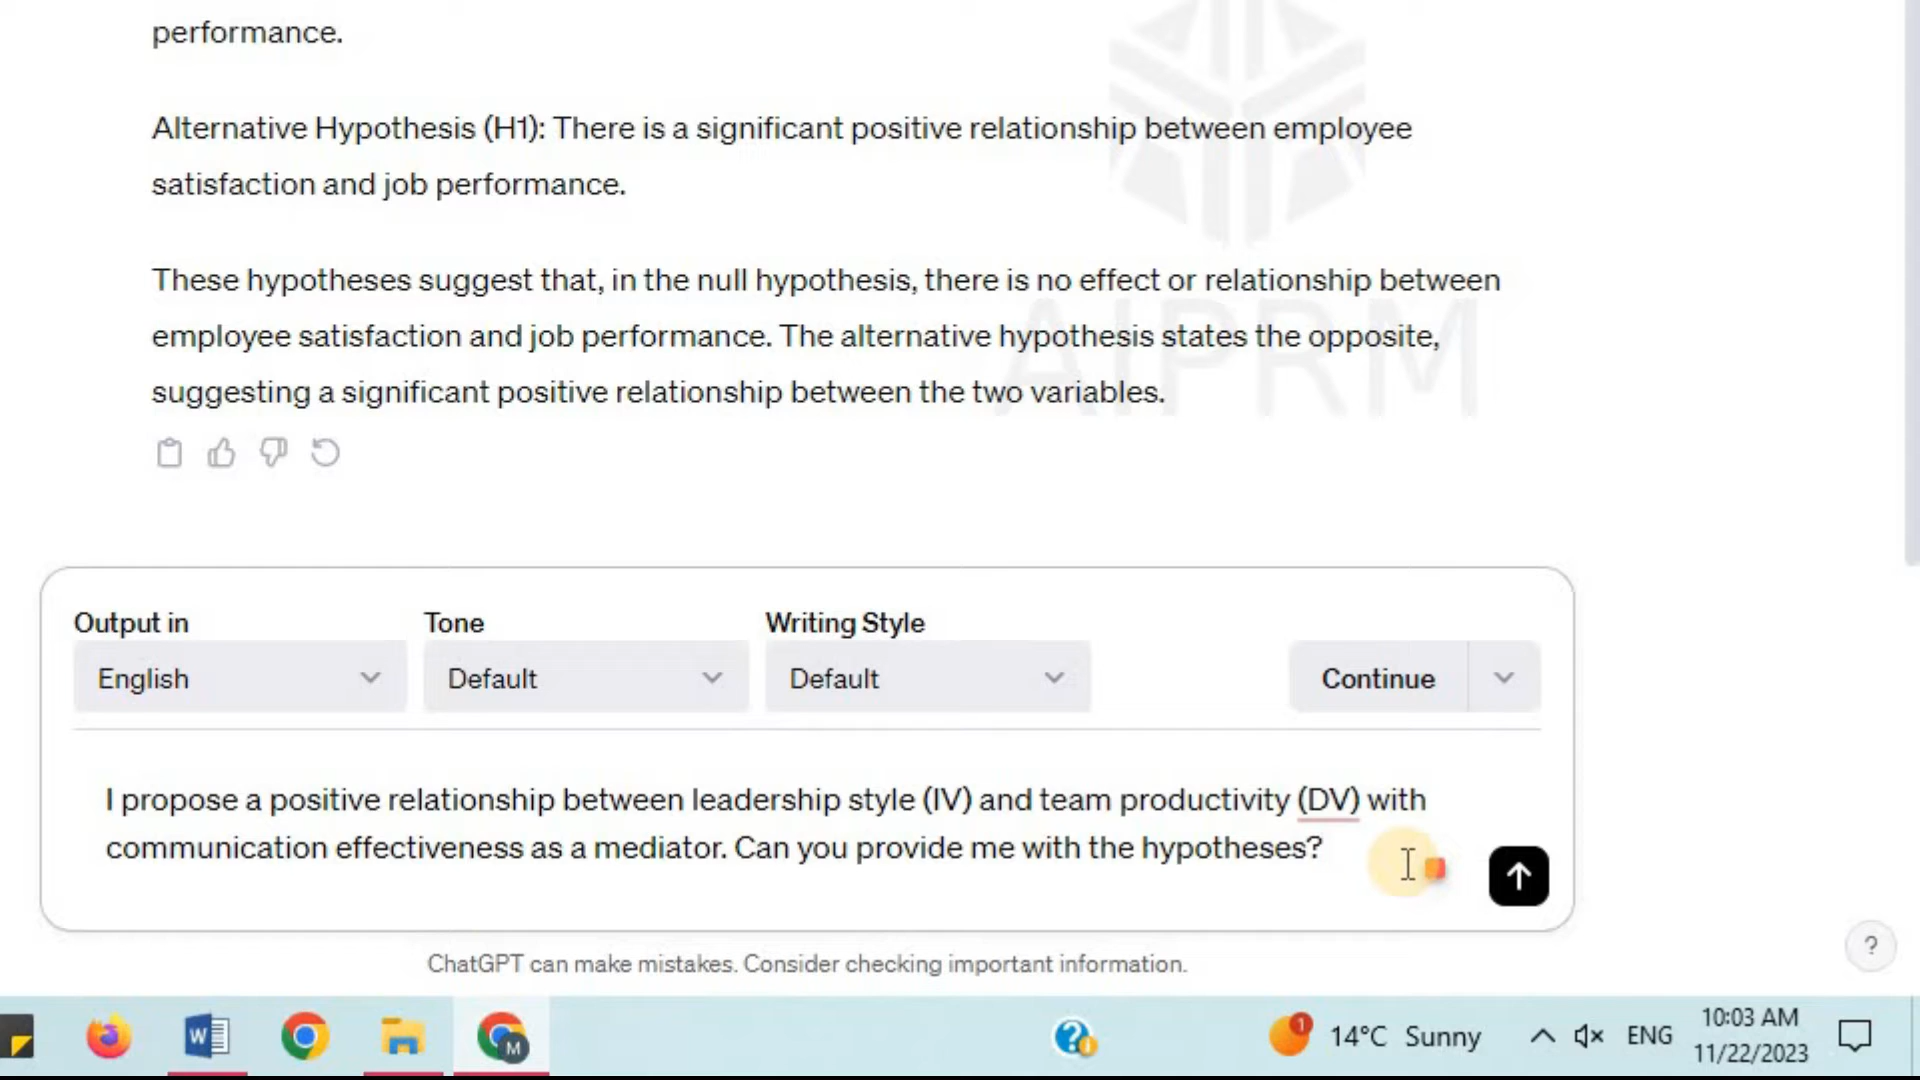 performance.
Alternative Hypothesis (H1): There is a significant positive relationship between employee
satisfaction and job performance.
These hypotheses suggest that, in the null hypothesis, there is no effect or relationship between
employee satisfaction and job performance. The alternative hypothesis states the opposite,
suggesting a significant positive relationship between the two variables.
AIPRM
Output in
Tone
Writing Style
English
Default
Default
Continue
I propose a positive relationship between leadership style (IV) and team productivity (DV) with
communication effectiveness as a mediator. Can you provide me with the hypotheses?
ChatGPT can make mistakes. Consider checking important information.
?
W
M
?
1
14°C Sunny
ENG
10:03 AM
11/22/2023